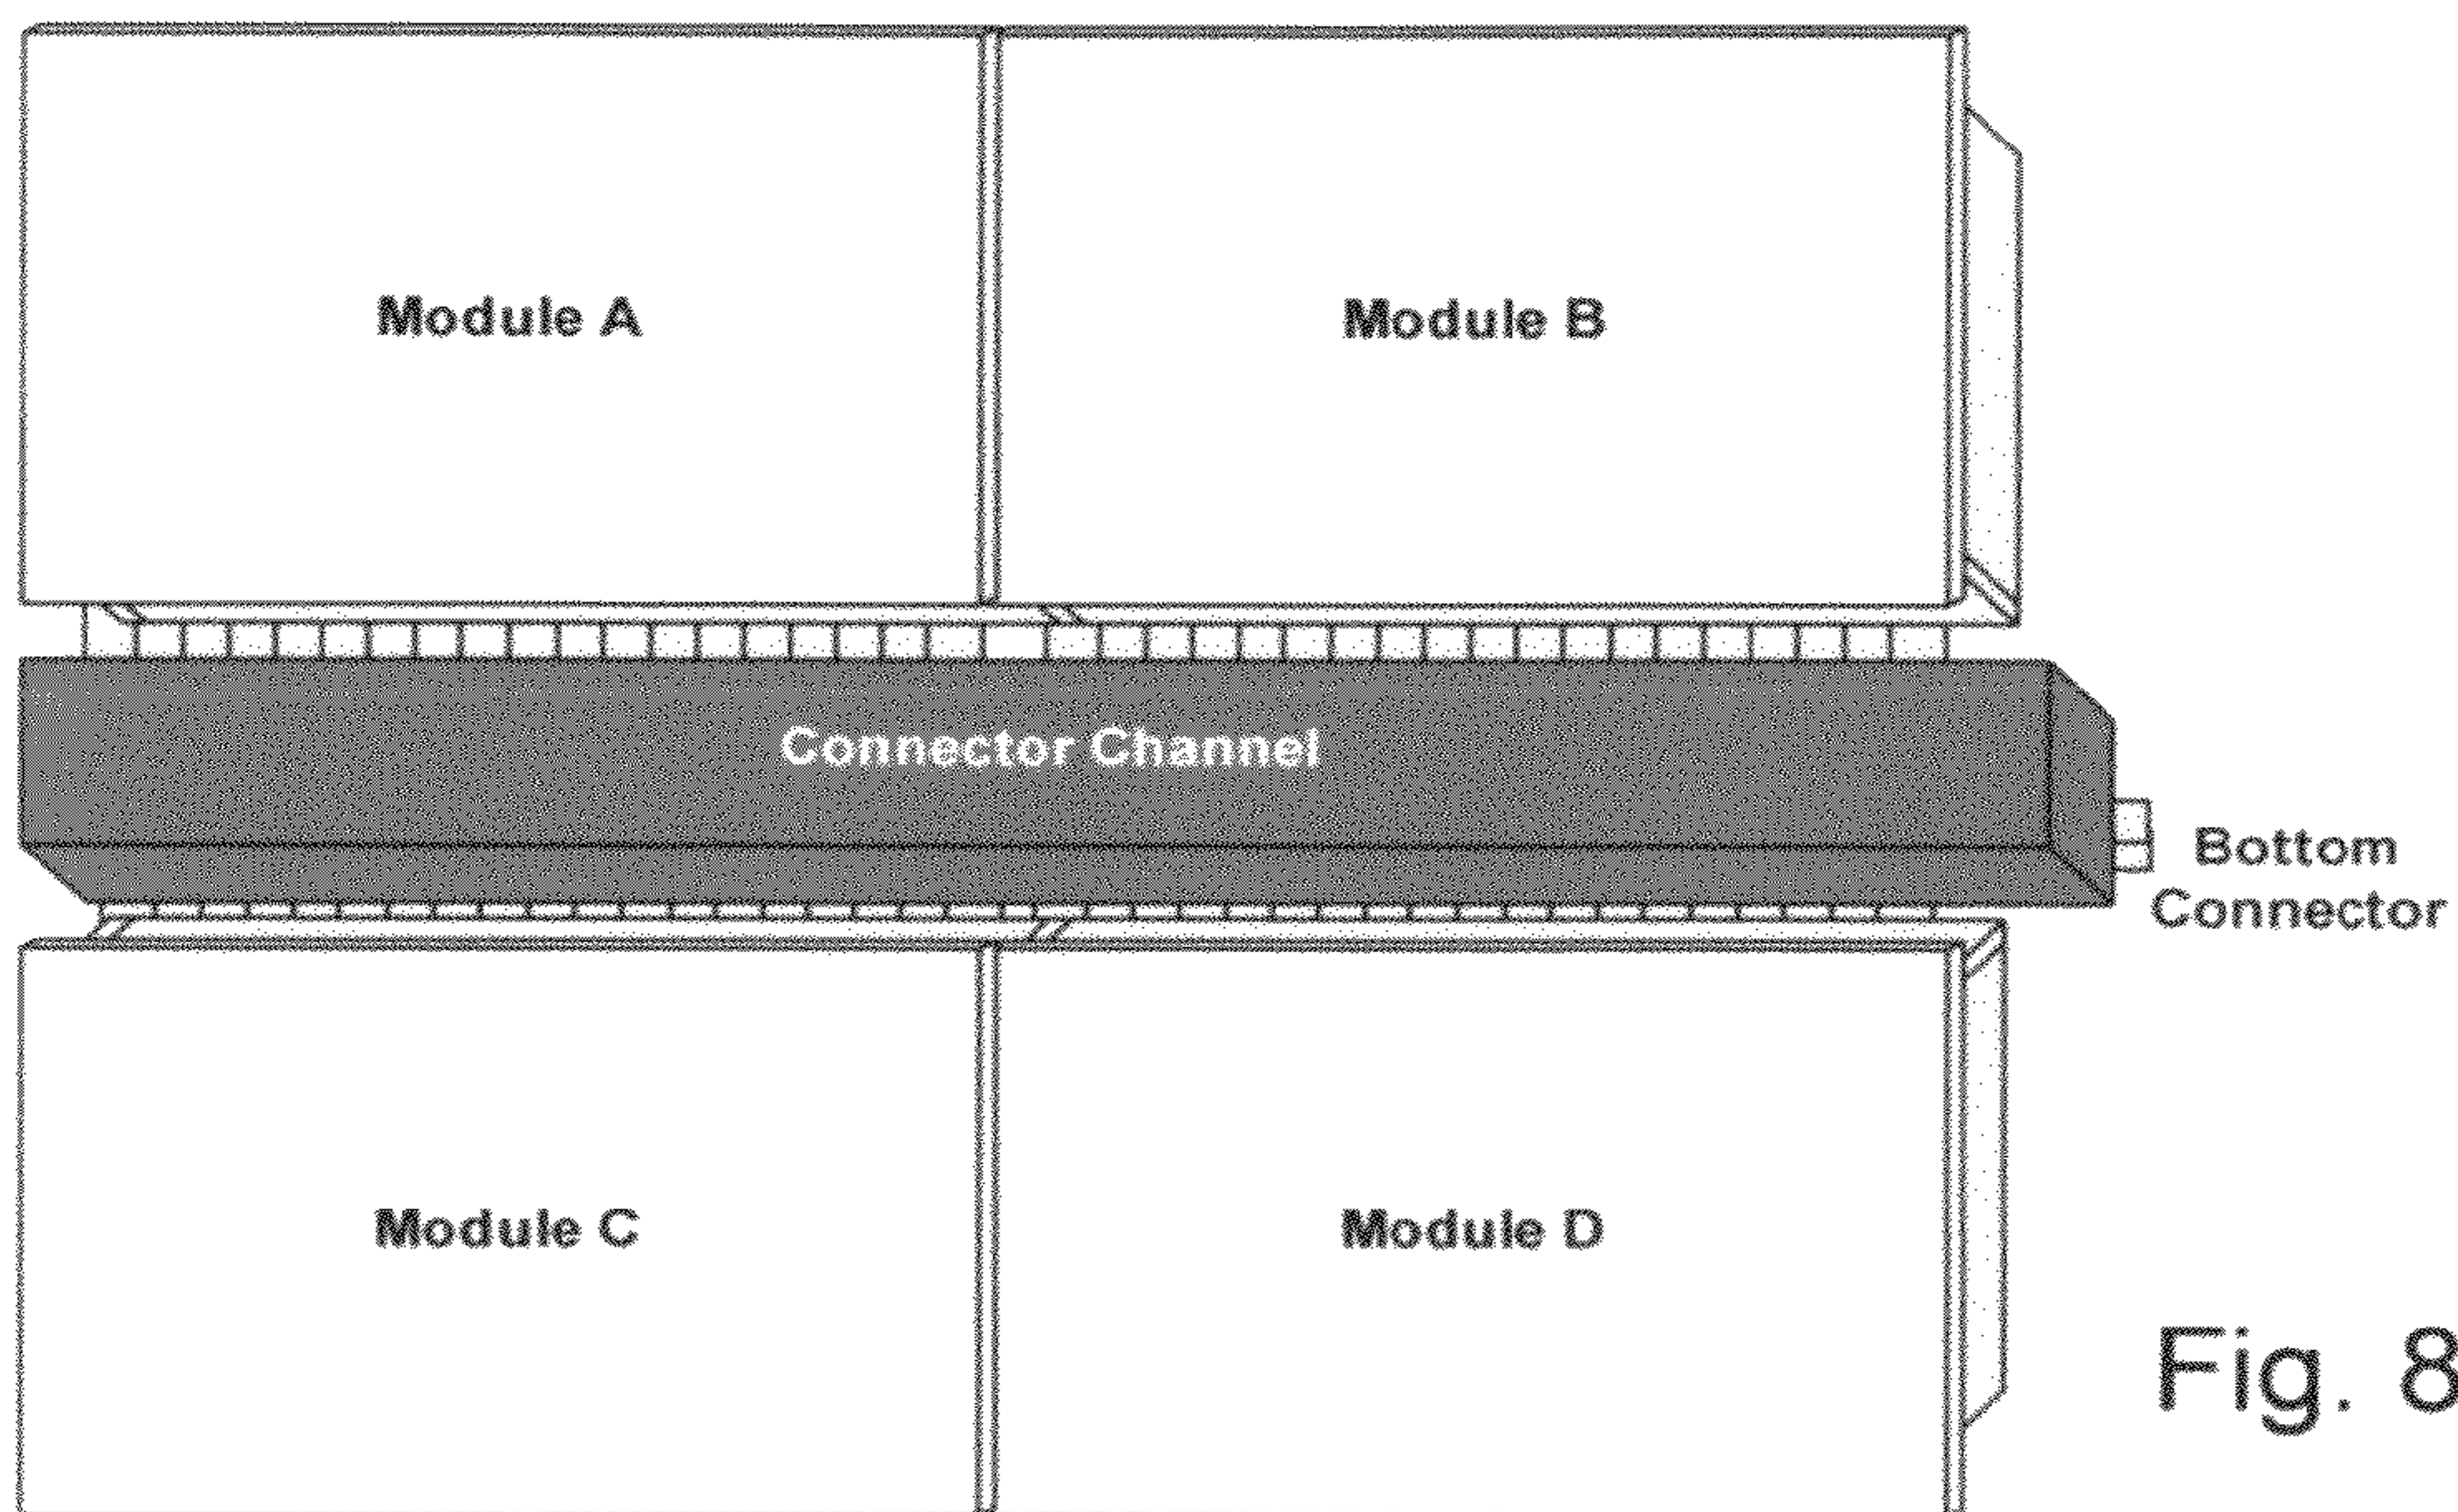 Module A
Module B
Connector Channel
Bottom
Connector
Module C
Module D
Fig. 8